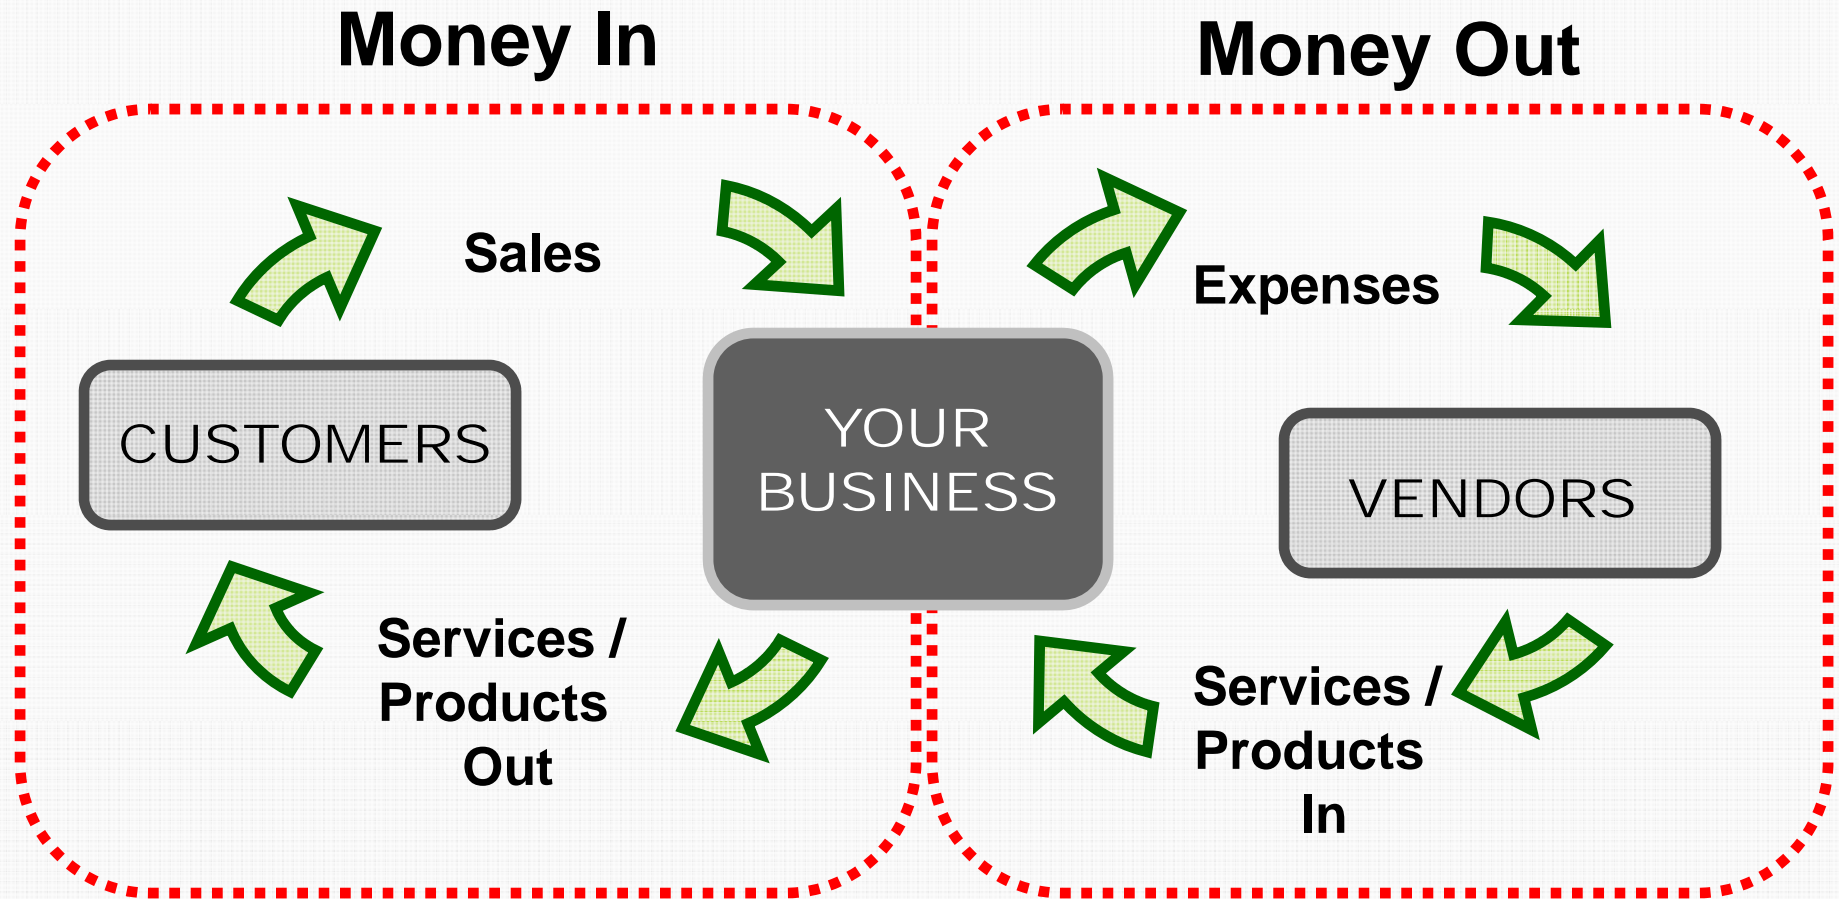 Money In
Money Out
Sales
Expenses
CUSTOMERS
YOUR
BUSINESS
VENDORS
Services /
Products
Out
Services /
Products
In